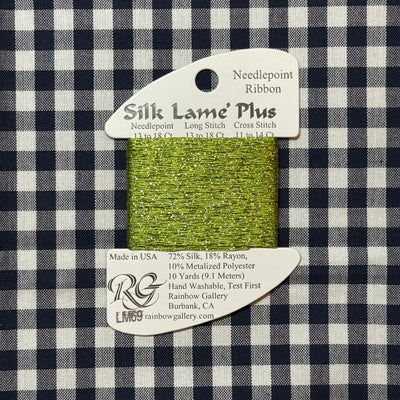 Needlepoint
Ribbon
Silk Lame' Plus
Needlepoint Long Stitch Cross Stitch
13 to 18 Ct. 13 to 18 Ct. 11 to 14 Ct.
Made in USA
72% Silk, 18% Rayon,
10% Metalized Polyester
10 Yards (9.1 Meters)
Hand Washable, Test First
Rainbow Gallery
Burbank, CA
rainbowgallery.com
RG
LM69